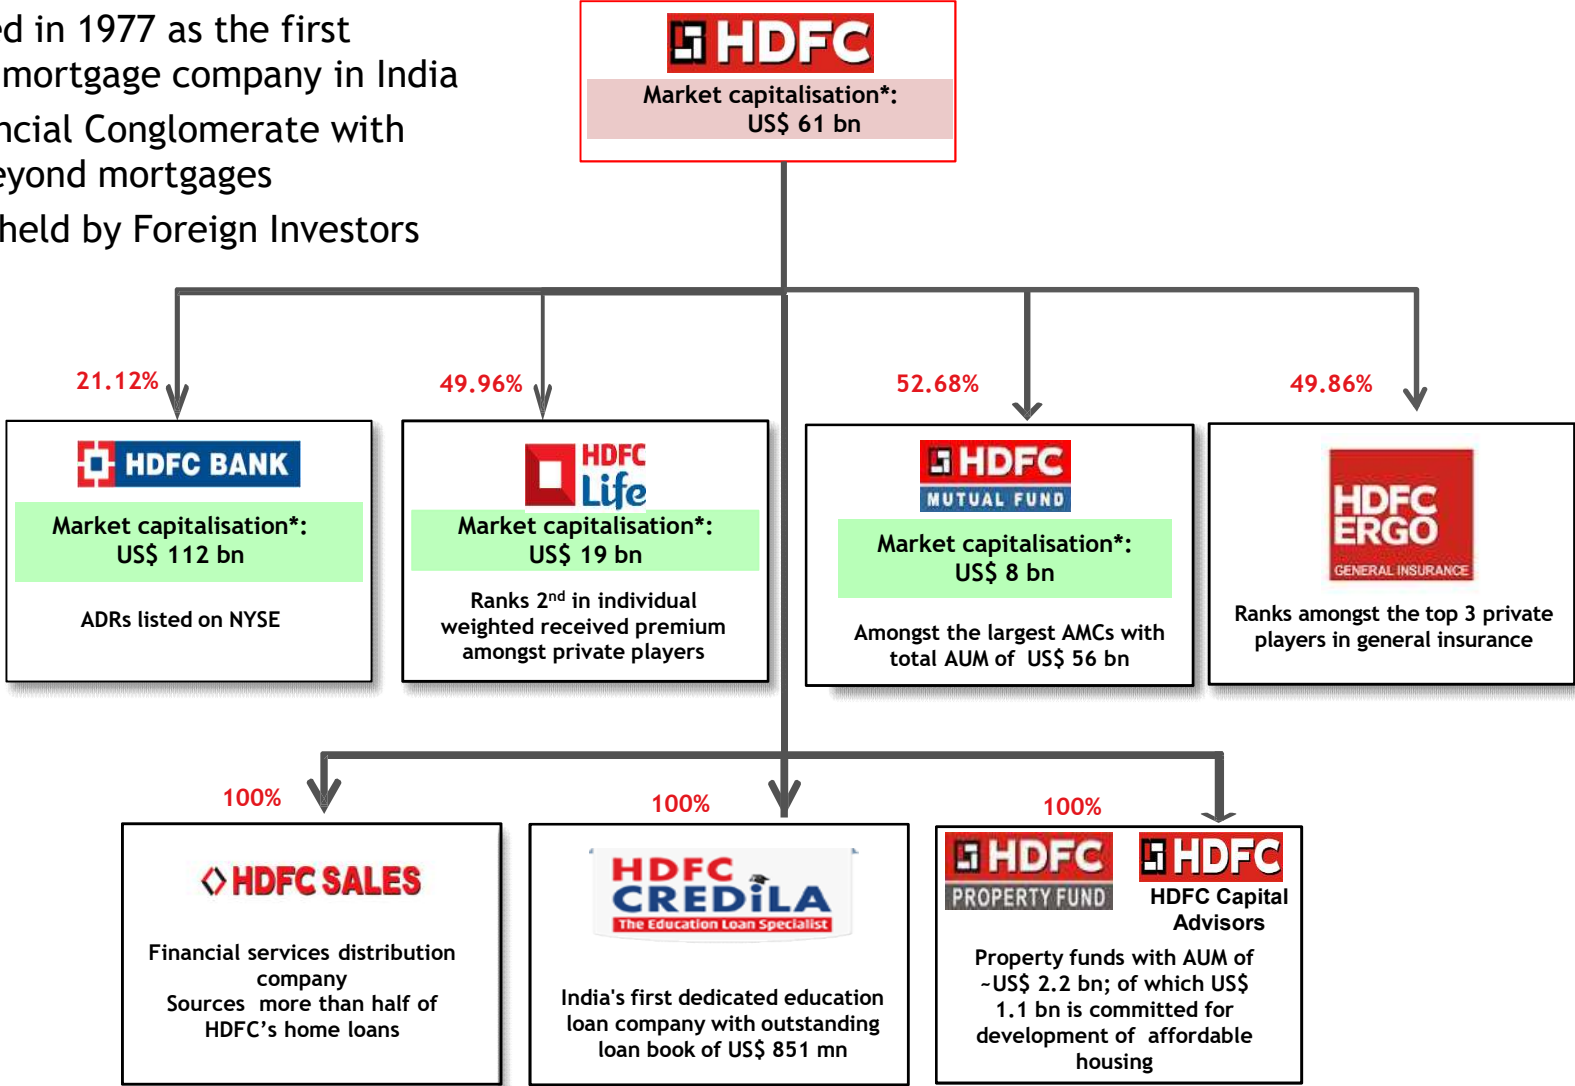 ed in 1977 as the first
mortgage company in India
ncial Conglomerate with
eyond mortgages
held by Foreign Investors
HDFC
Market capitalisation*:
US$ 61 bn
21.12%
49.96%
52.68%
49.86%
HDFC BANK
Market capitalisation*:
US$ 112 bn
ADRs listed on NYSE
HDFC
Life
Market capitalisation*:
US$ 19 bn
Ranks 2nd in individual
weighted received premium
amongst private players
HDFC
MUTUAL FUND
Market capitalisation*:
US$ 8 bn
Amongst the largest AMCs with
total AUM of US$ 56 bn
HDFC
ERGO
GENERAL INSURANCE
Ranks amongst the top 3 private
players in general insurance
100%
100%
100%
HDFC SALES
Financial services distribution
company
Sources more than half of
HDFC’s home loans
HDFC
CREDiLA
The Education Loan Specialist
India's first dedicated education
loan company with outstanding
loan book of US$ 851 mn
HDFC
PROPERTY FUND
HDFC
HDFC Capital
Advisors
Property funds with AUM of
~US$ 2.2 bn; of which US$
1.1 bn is committed for
development of affordable
housing